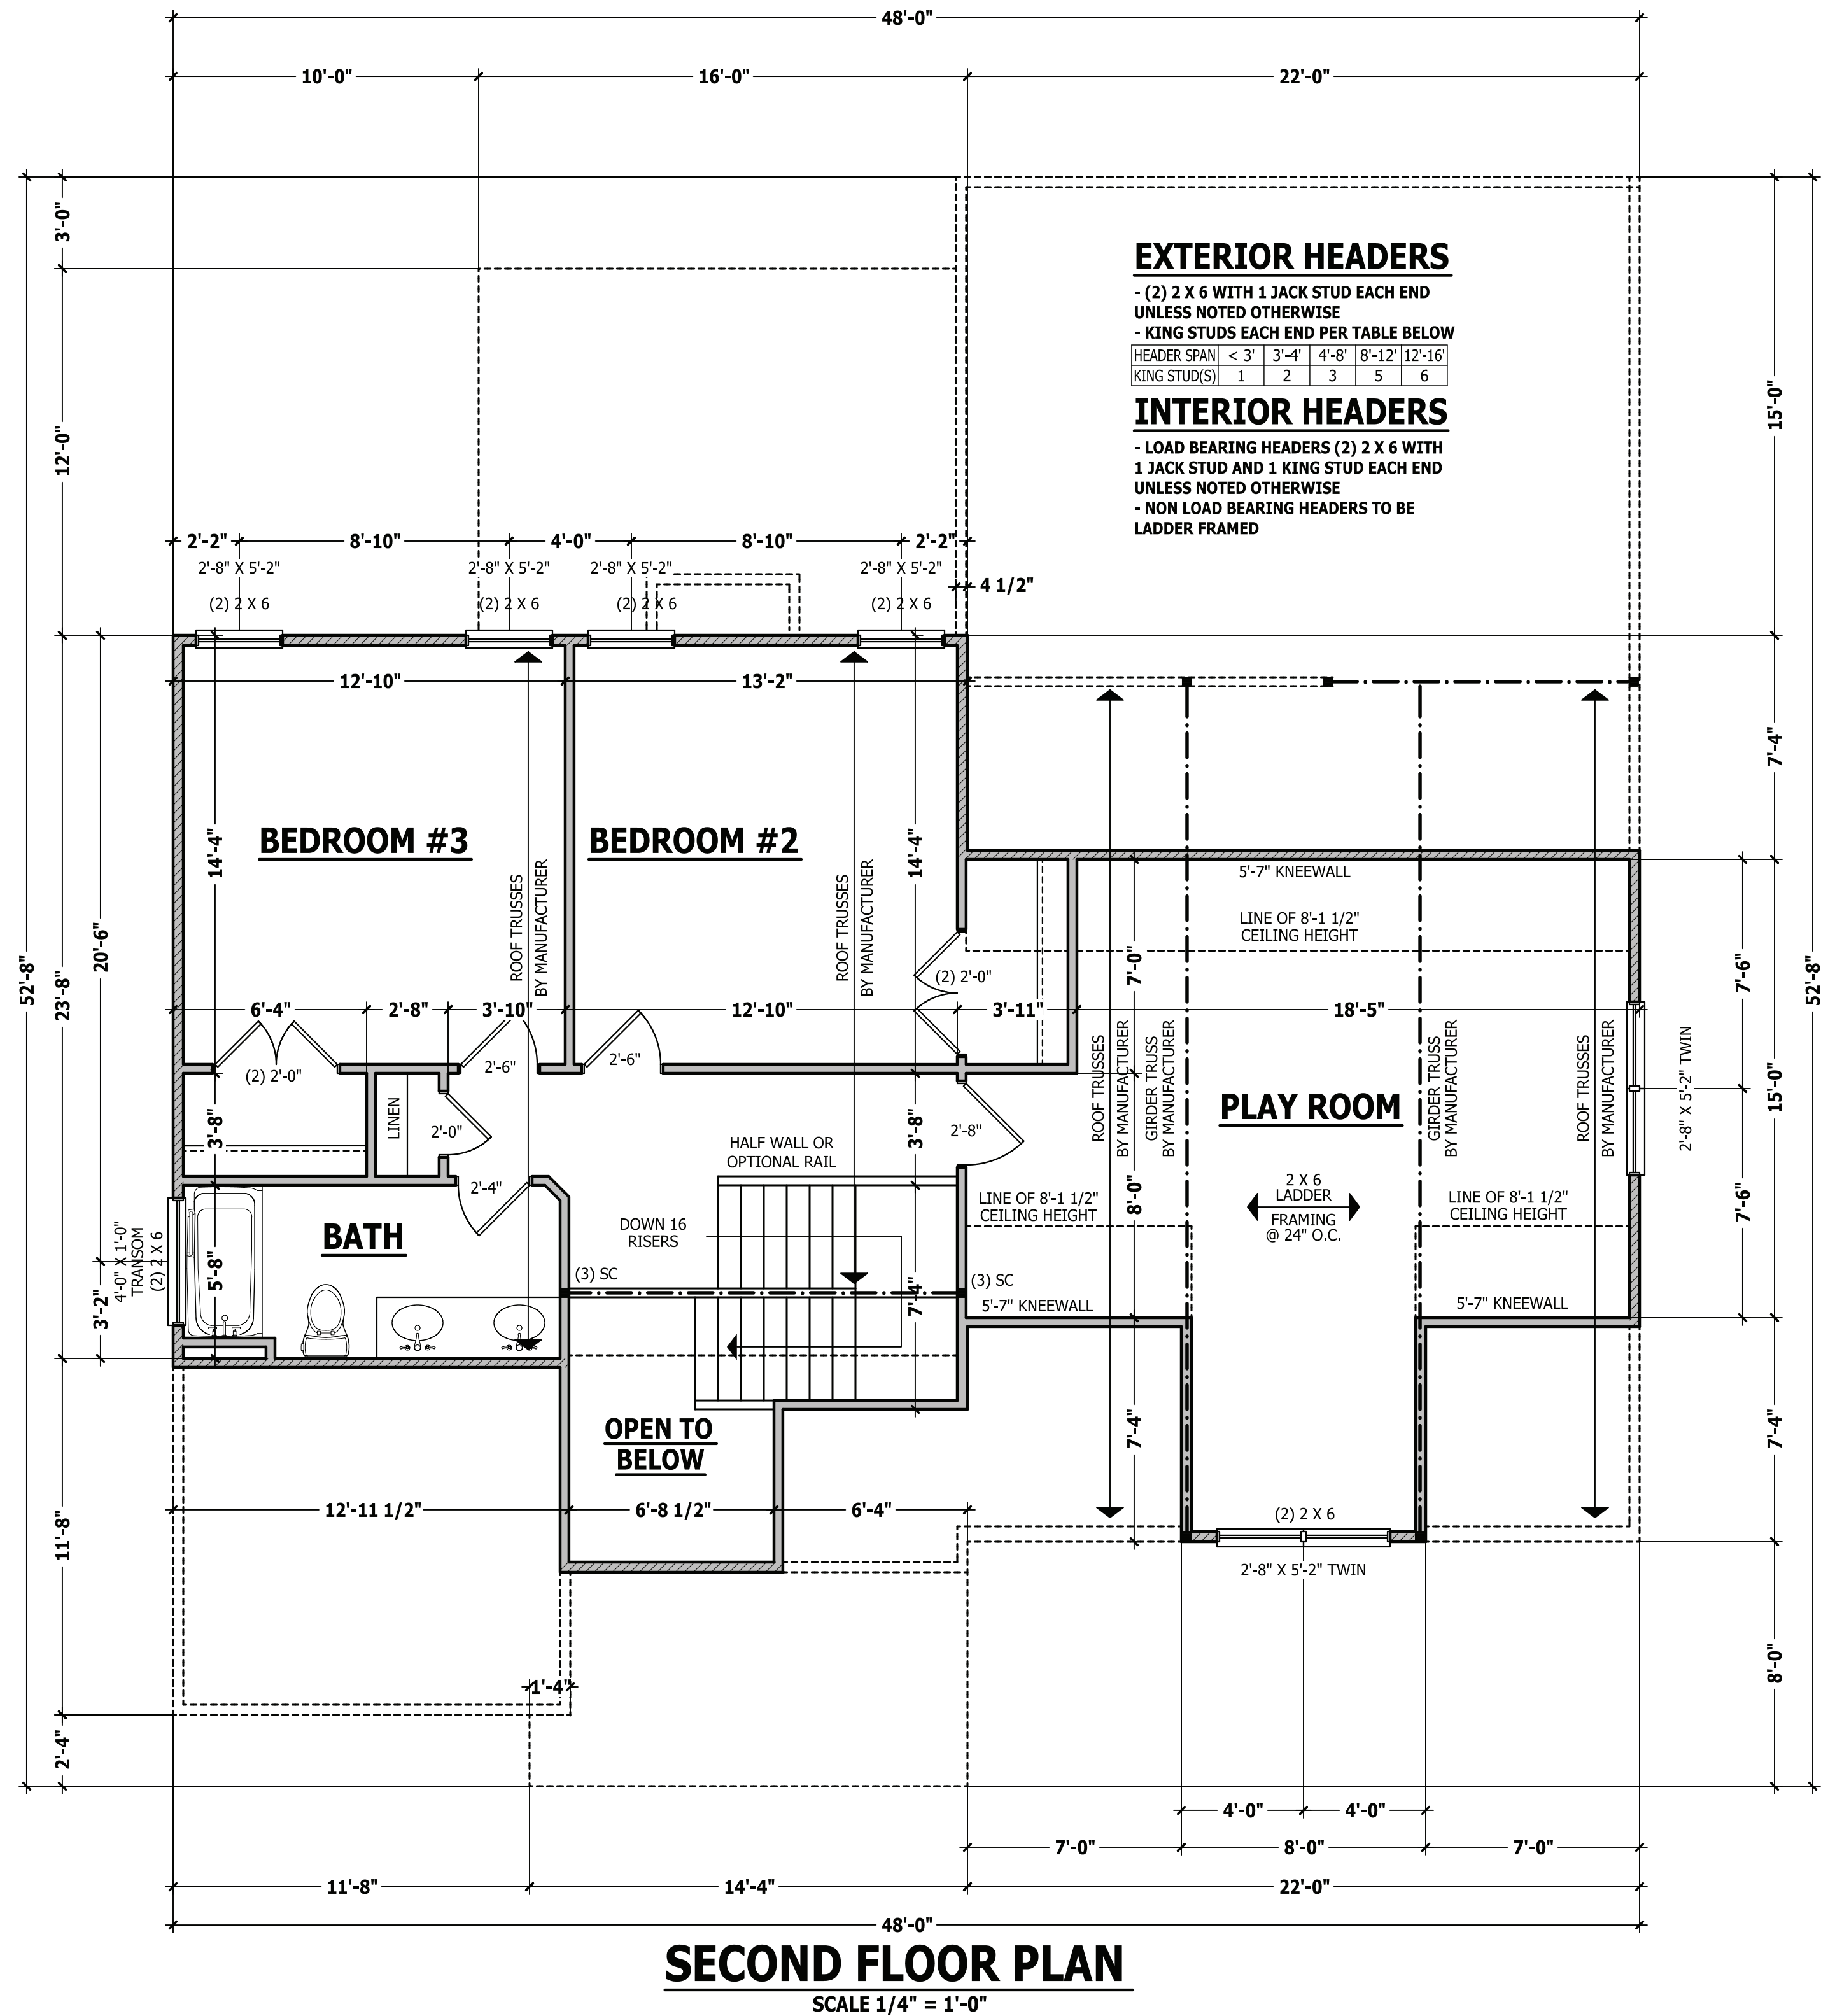 48'-0"
10'-0"
16'-0"
22'-0"
3'-0"
EXTERIOR HEADERS
- (2) 2 X 6 WITH 1 JACK STUD EACH END
UNLESS NOTED OTHERWISE
- KING STUDS EACH END PER TABLE BELOW
HEADER SPAN < 3' 3'-4' 4'-8' 8'-12' 12'-16'
KING STUD(S) 1 2 3 5 6
INTERIOR HEADERS
- LOAD BEARING HEADERS (2) 2 X 6 WITH
1 JACK STUD AND 1 KING STUD EACH END
UNLESS NOTED OTHERWISE
- NON LOAD BEARING HEADERS TO BE
LADDER FRAMED
12'-0"
15'-0"
2'-2"
8'-10"
4'-0"
8'-10"
2'-2"
2'-8" X 5'-2"
2'-8" X 5'-2"
2'-8" X 5'-2"
2'-8" X 5'-2"
4 1/2"
(2) 2 X 6
(2) 2 X 6
(2) 2 X 6
(2) 2 X 6
12'-10"
13'-2"
7'-4"
BEDROOM #3
BEDROOM #2
14'-4"
14'-4"
ROOF TRUSSES
BY MANUFACTURER
ROOF TRUSSES
BY MANUFACTURER
5'-7" KNEEWALL
LINE OF 8'-1 1/2"
CEILING HEIGHT
52'-8"
23'-8"
20'-6"
(2) 2'-0"
7'-0"
7'-6"
52'-8"
6'-4"
2'-8"
3'-10"
12'-10"
3'-11"
18'-5"
(2) 2'-0"
2'-6"
2'-6"
ROOF TRUSSES
BY MANUFACTURER
GIRDER TRUSS
BY MANUFACTURER
GIRDER TRUSS
BY MANUFACTURER
ROOF TRUSSES
BY MANUFACTURER
2'-8" X 5'-2" TWIN
15'-0"
PLAY ROOM
3'-8"
LINEN
2'-0"
HALF WALL OR
OPTIONAL RAIL
3'-8"
2'-8"
2'-4"
2 X 6
LADDER
FRAMING
@ 24" O.C.
8'-0"
LINE OF 8'-1 1/2"
CEILING HEIGHT
LINE OF 8'-1 1/2"
CEILING HEIGHT
7'-6"
BATH
DOWN 16
RISERS
4'-0" X 1'-0"
TRANSOM
(2) 2 X 6
5'-8"
3'-2"
(3) SC
(3) SC
7'-4"
5'-7" KNEEWALL
5'-7" KNEEWALL
OPEN TO
BELOW
7'-4"
7'-4"
12'-11 1/2"
6'-8 1/2"
6'-4"
(2) 2 X 6
11'-8"
2'-8" X 5'-2" TWIN
8'-0"
1'-4"
2'-4"
4'-0"
4'-0"
7'-0"
8'-0"
7'-0"
11'-8"
14'-4"
22'-0"
48'-0"
SECOND FLOOR PLAN
SCALE 1/4" = 1'-0"